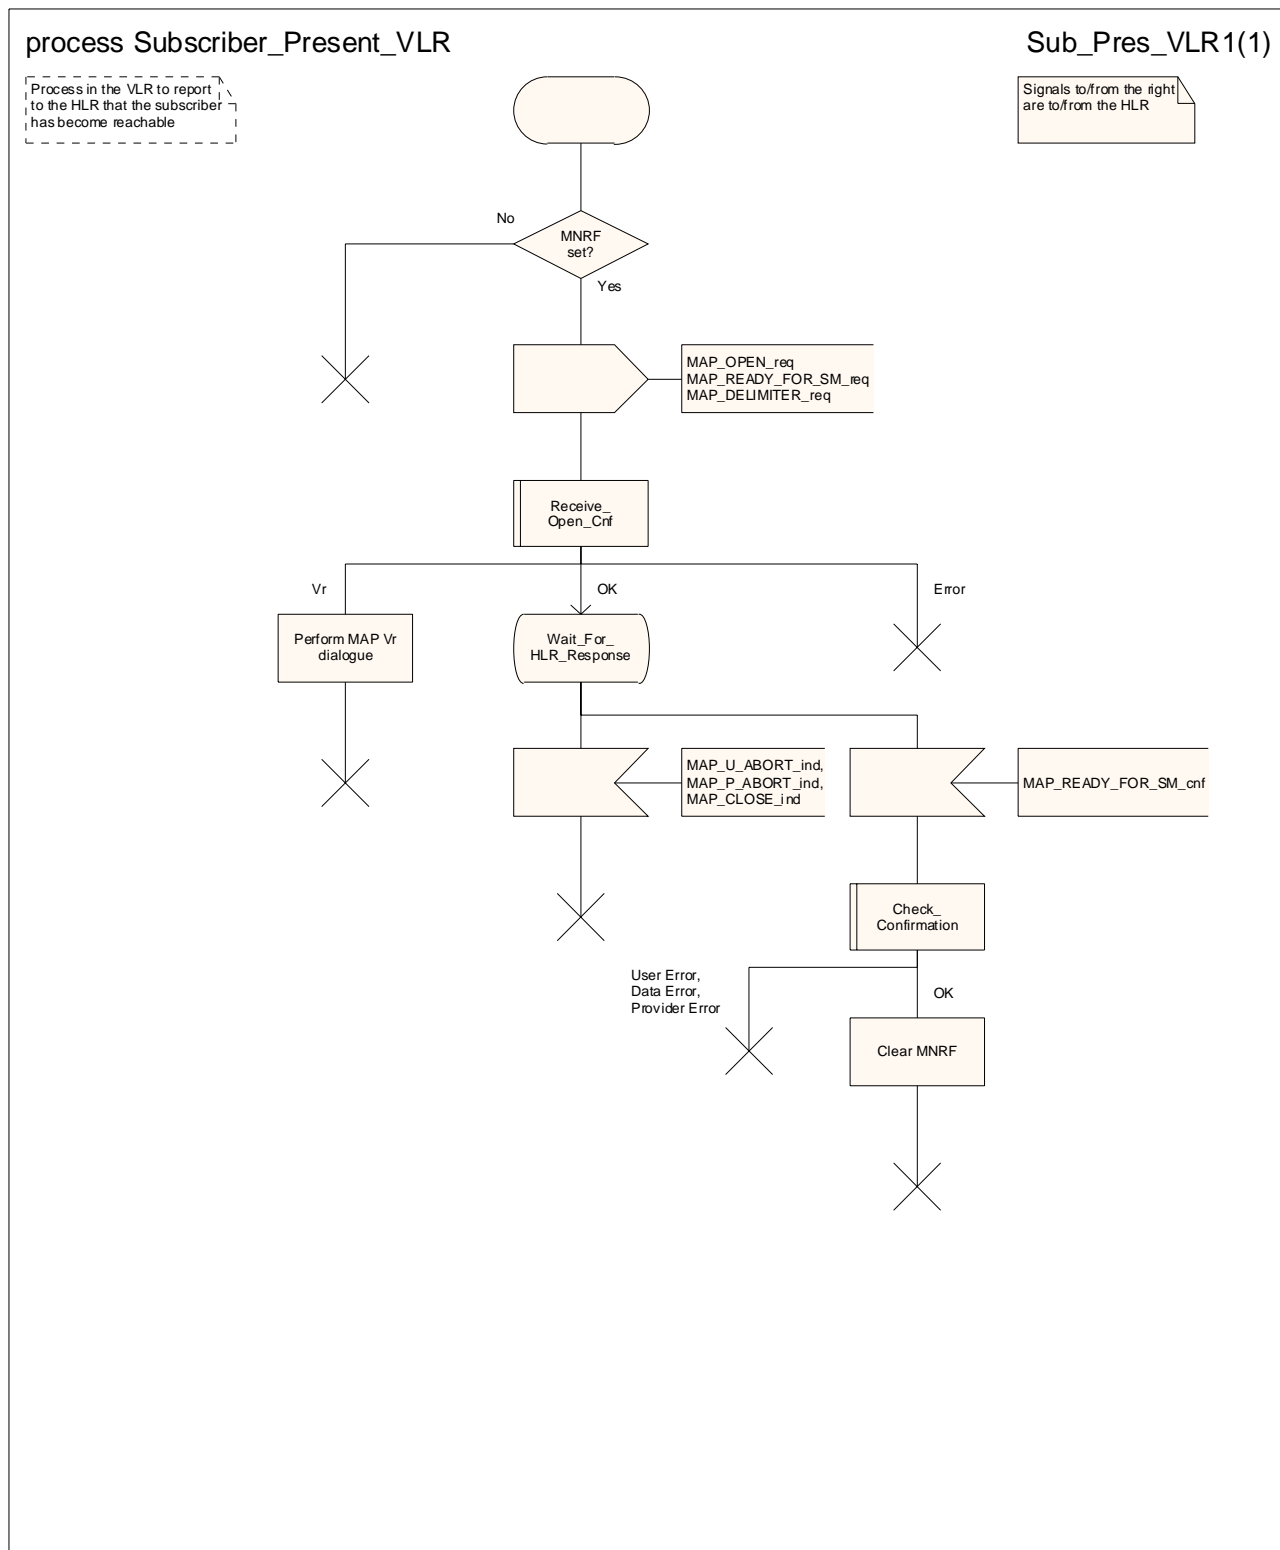 process Subscriber_Present_VLR
Sub_Pres_VLR1(1)
Process in the VLR to report
to the HLR that the subscriber
has become reachable
Signals to/from the right
are to/from the HLR
No
MNRF
set?
Yes
MAP_OPEN_req
MAP_READY_FOR_SM_req
MAP_DELIMITER_req
Receive_
Open_Cnf
Vr
OK
Error
Perform MAP Vr
dialogue
Wait_For_
HLR_Response
MAP_U_ABORT_ind,
MAP_P_ABORT_ind,
MAP_CLOSE_ind
MAP_READY_FOR_SM_cnf
Check_
Confirmation
User Error,
Data Error,
Provider Error
OK
Clear MNRF